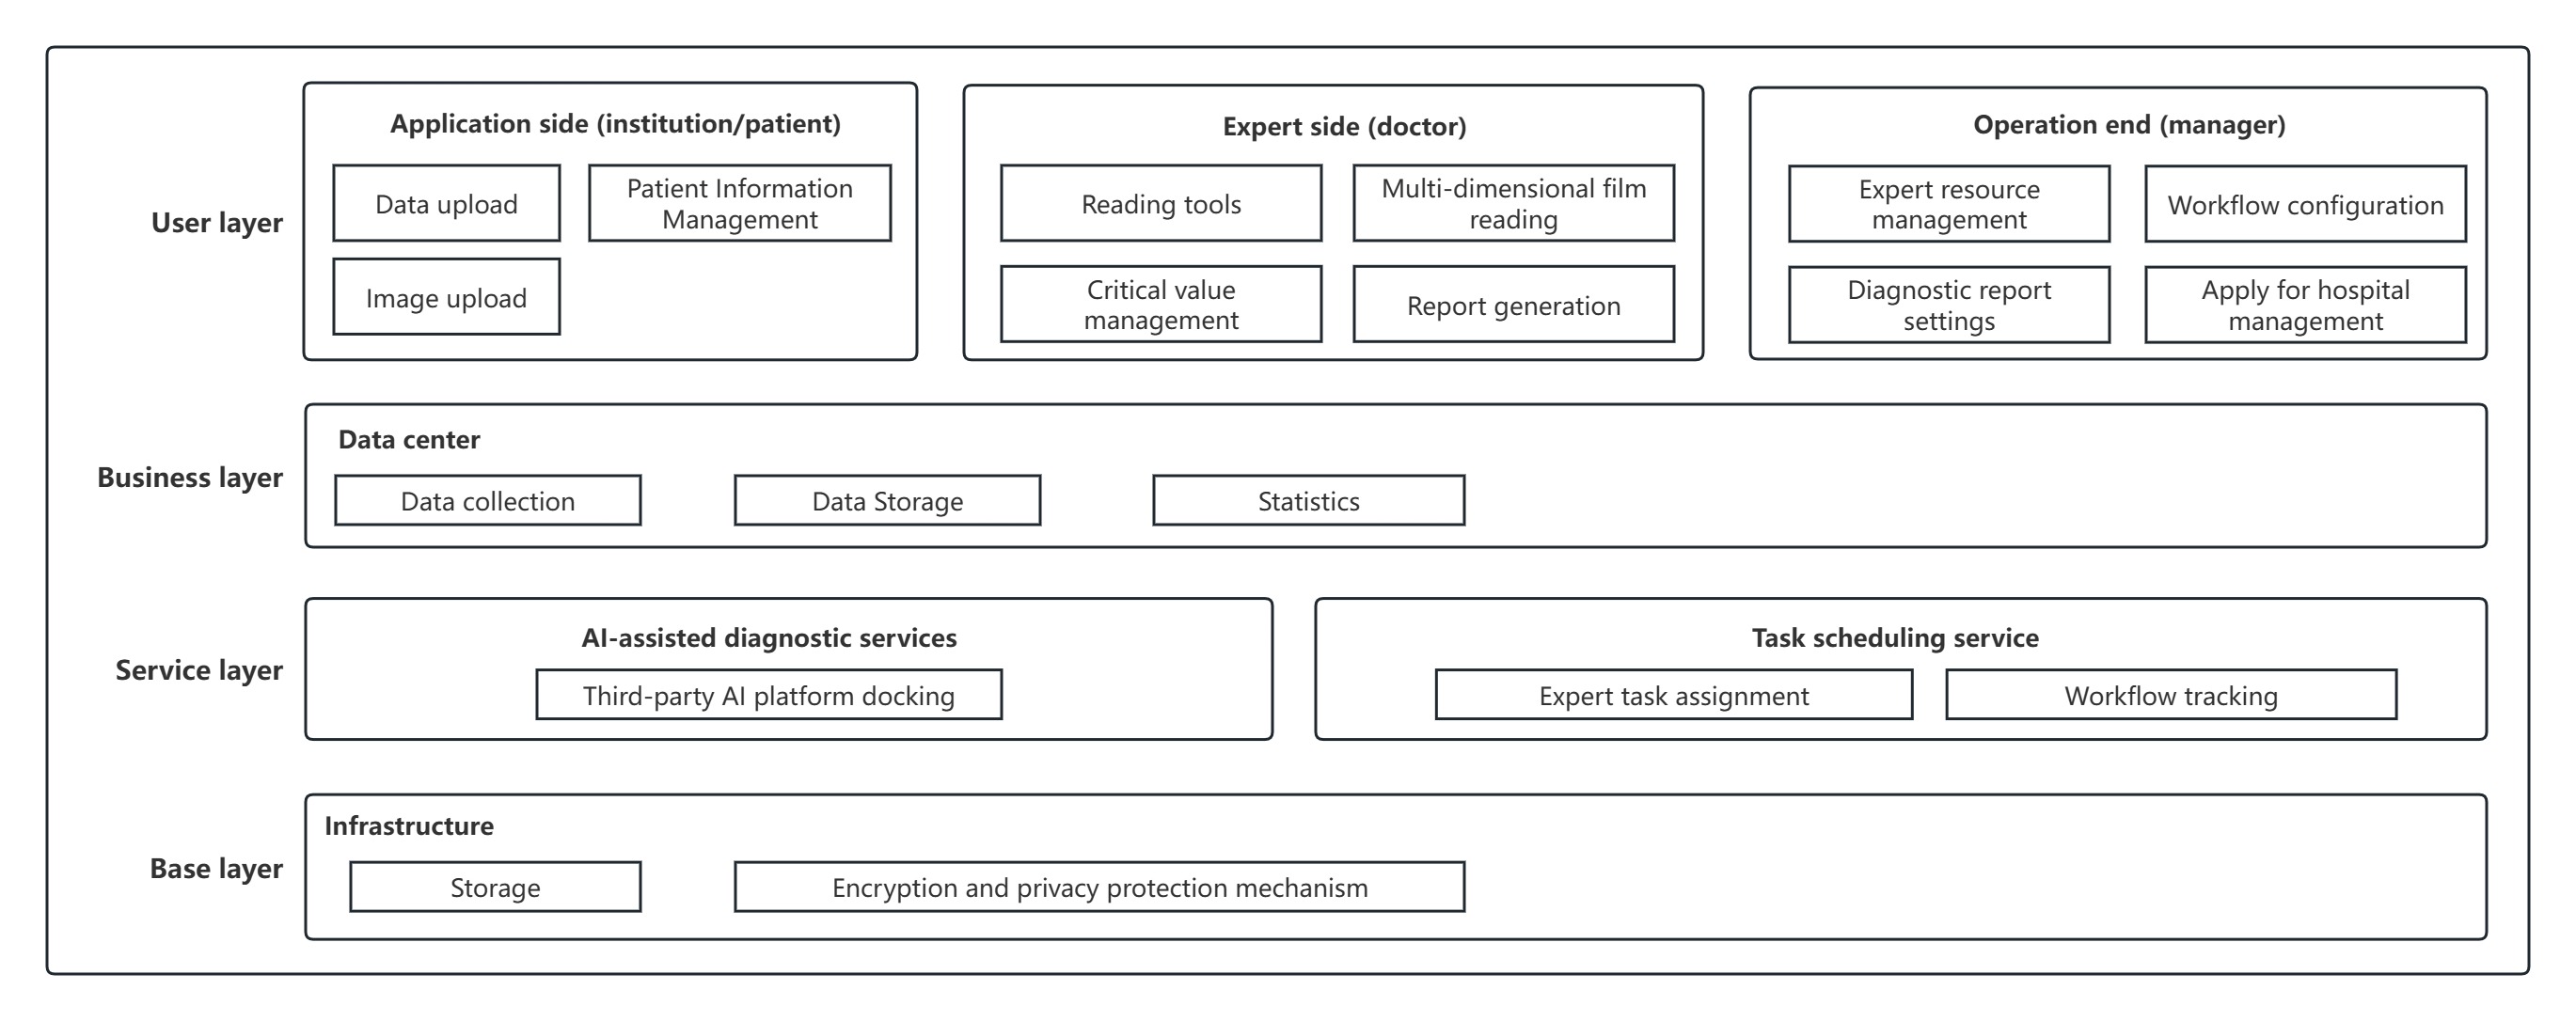 User layer
Application side (institution/patient)
Data upload
Patient Information
Management
Image upload
Expert side (doctor)
Reading tools
Multi-dimensional film
reading
Critical value
management
Report generation
Operation end (manager)
Expert resource
management
Workflow configuration
Diagnostic report
settings
Apply for hospital
management
Business layer
Data center
Data collection
Data Storage
Statistics
Service layer
AI-assisted diagnostic services
Third-party AI platform docking
Task scheduling service
Expert task assignment
Workflow tracking
Base layer
Infrastructure
Storage
Encryption and privacy protection mechanism